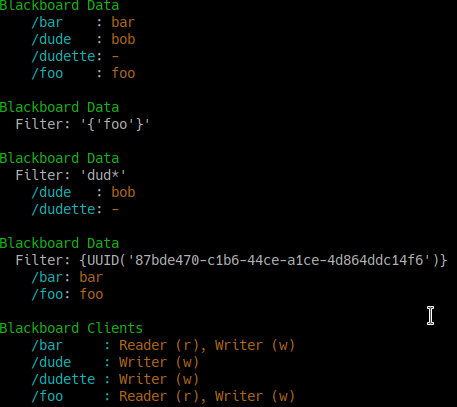 Blackboard Data
/bar    : bar
/dude   : bob
/dudette: -
/foo    : foo
Blackboard Data
Filter: '{'foo'}'
Blackboard Data
Filter: 'dud*'
/dude   : bob
/dudette: -
Blackboard Data
Filter: {UUID('87bde470-c1b6-44ce-a1ce-4d864ddc14f6')}
/bar: bar
/foo: foo
Blackboard Clients
/bar     : Reader (r), Writer (w)
/dude    : Writer (w)
/dudette : Writer (w)
/foo     : Reader (r), Writer (w)